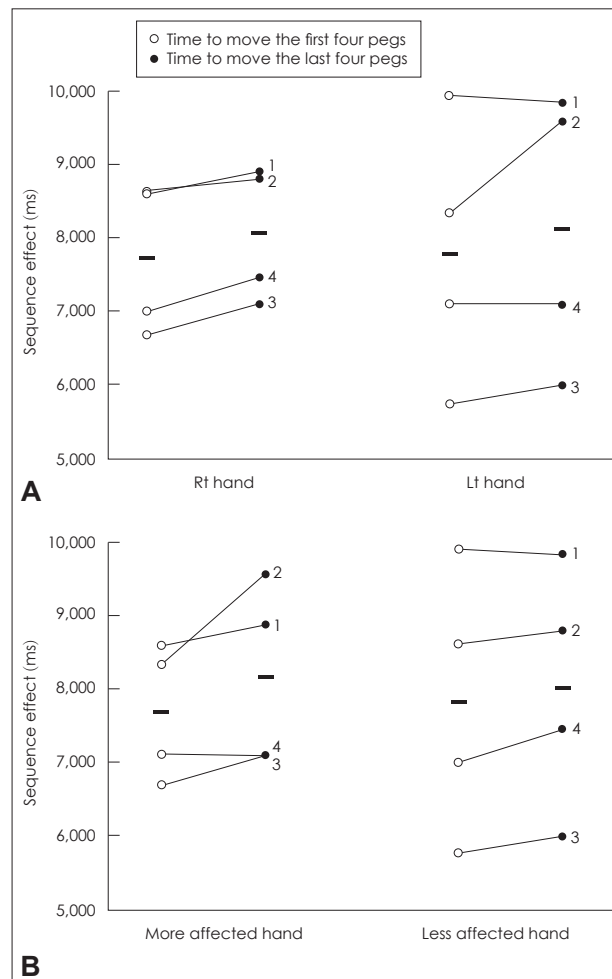 Time to move the first four pegs
Time to move the last four pegs
Sequence effect (ms)
10,000
9,000
8,000
7,000
6,000
5,000
1
2
4
3
1
2
4
3
Rt hand
Lt hand
A
Sequence effect (ms)
10,000
9,000
8,000
7,000
6,000
5,000
2
1
4
3
1
2
4
3
More affected hand
Less affected hand
B